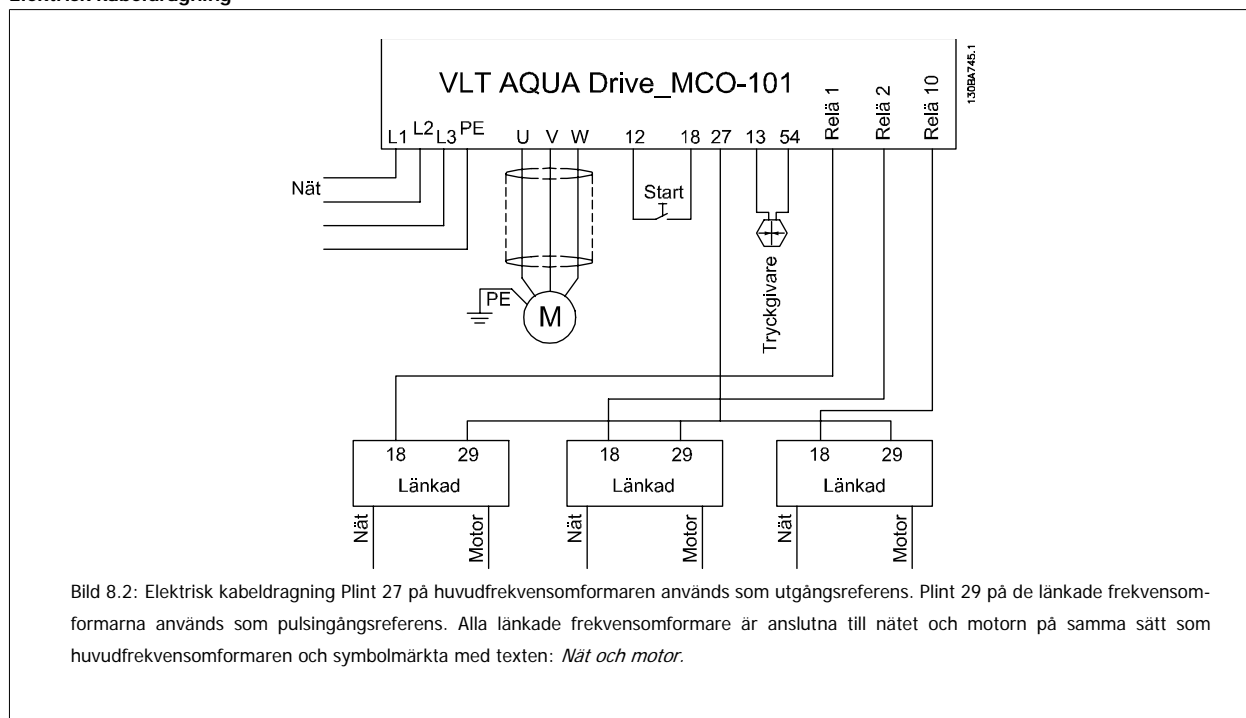 Elektrisk kabeldragning
VLT AQUA Drive_MCO-101
130BA745.1
L1 L2 L3 PE U V W 12 18 27 13 54 Relä 1 Relä 2 Relä 10
Nät
Start
PE
M
Tryckgivare
18 29
Länkad
Nät Motor
18 29
Länkad
Nät Motor
18 29
Länkad
Nät Motor
Bild 8.2: Elektrisk kabeldragning Plint 27 på huvudfrekvensomformaren används som utgångsreferens. Plint 29 på de länkade frekvensom-
formarna används som pulsingångsreferens. Alla länkade frekvensomformare är anslutna till nätet och motorn på samma sätt som
huvudfrekvensomformaren och symbolmärkta med texten: Nät och motor.